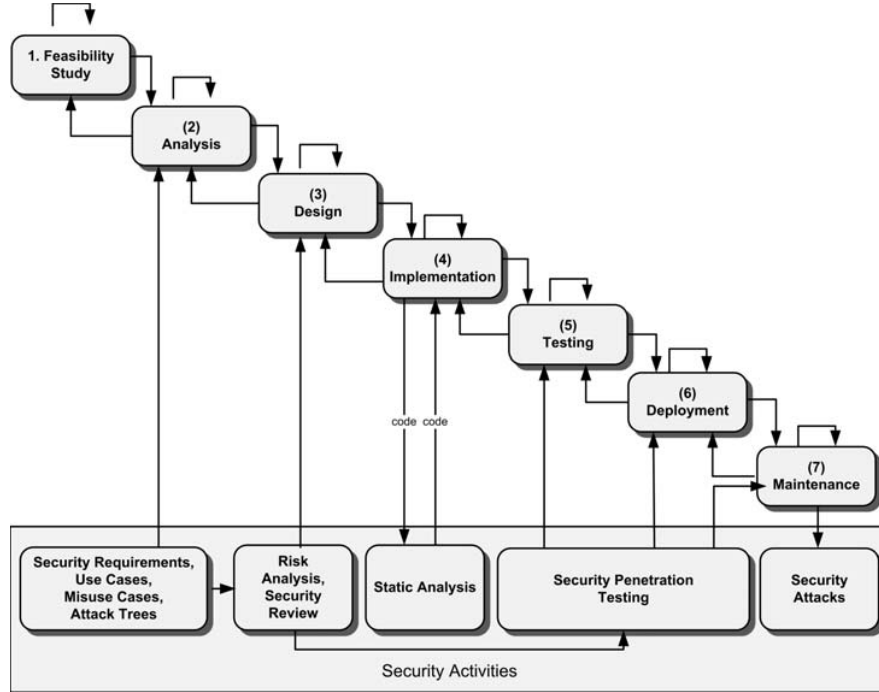 1. Feasibility
Study
(2)
Analysis
(3)
Design
(4)
Implementation
(5)
Testing
(6)
Deployment
(7)
Maintenance
code
code
Security Requirements,
Use Cases,
Misuse Cases,
Attack Trees
Risk
Analysis,
Security
Review
Static Analysis
Security Penetration
Testing
Security
Attacks
Security Activities